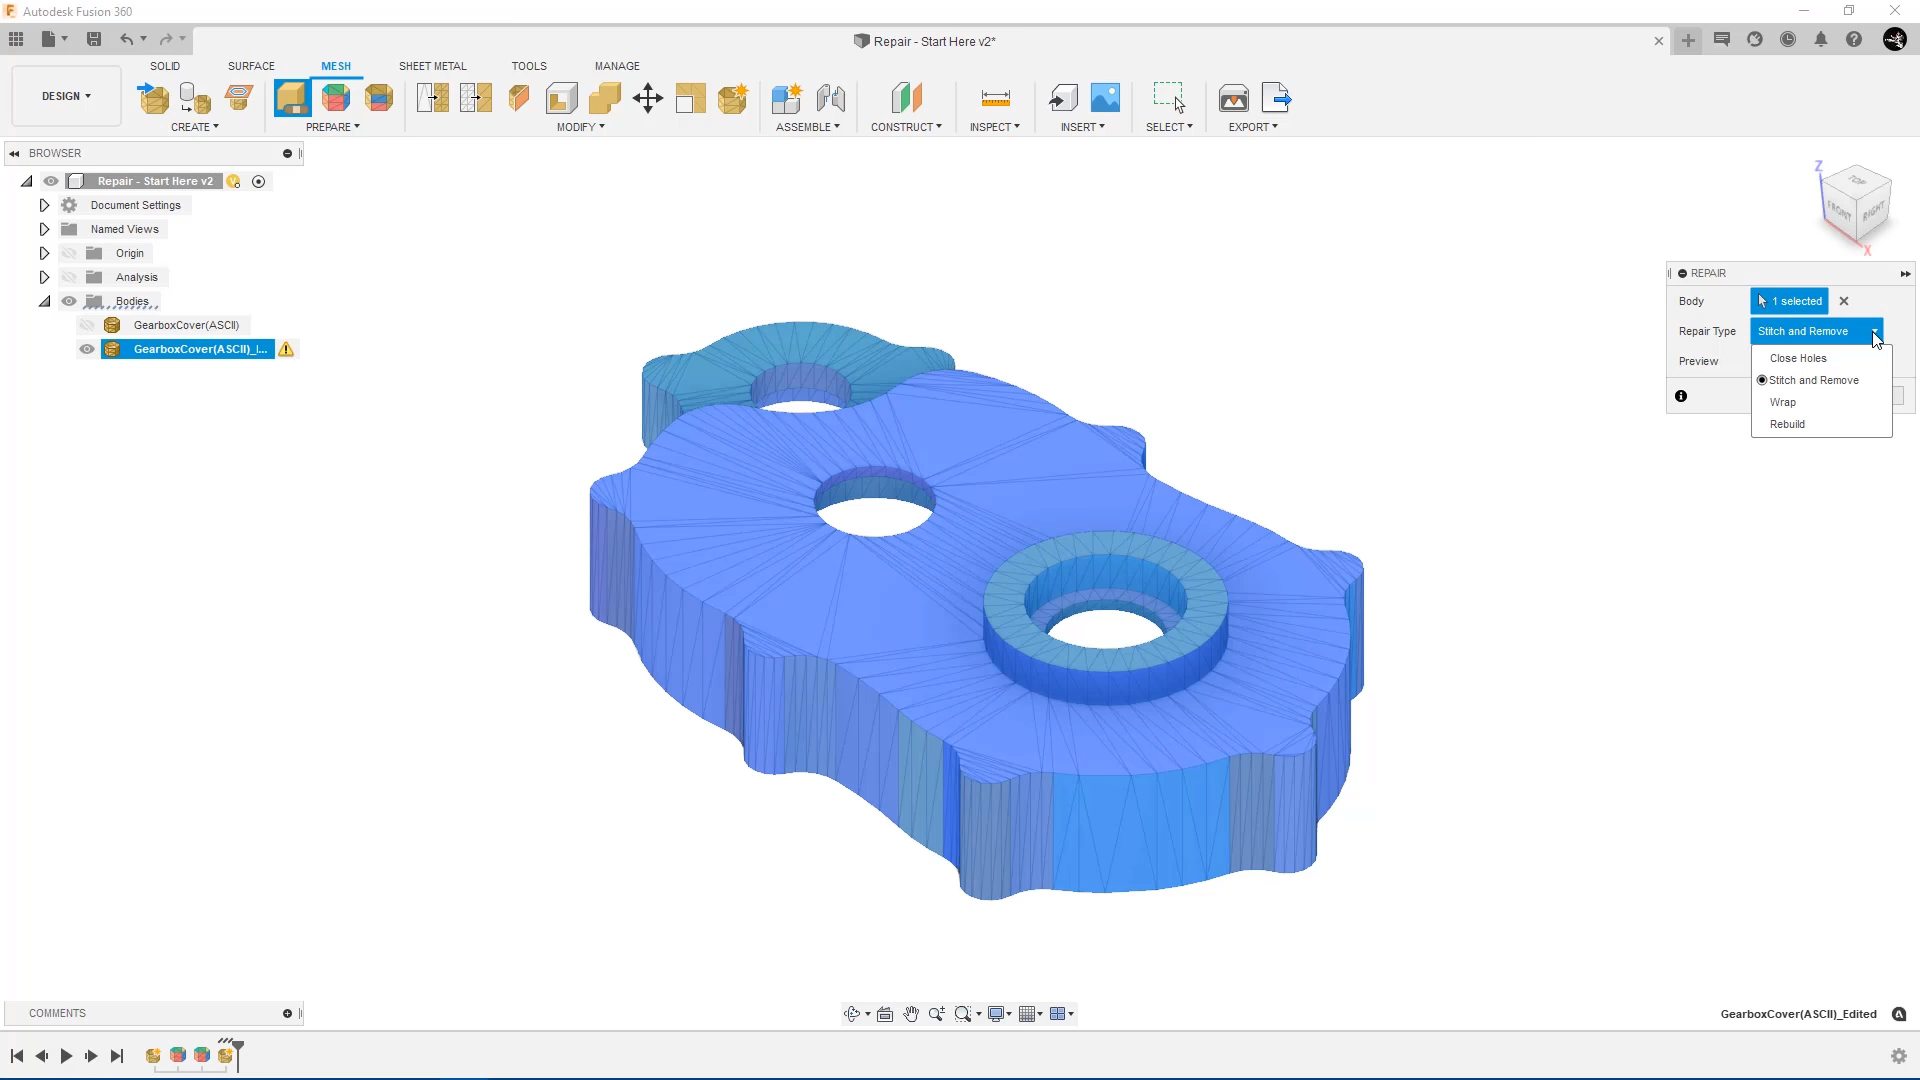 Autodesk Fusion 360
Repair - Start Here v2*
SOLID SURFACE MESH SHEET METAL TOOLS MANAGE
DESIGN
CREATE PREPARE MODIFY ASSEMBLE CONSTRUCT INSPECT INSERT SELECT EXPORT
BROWSER
Repair - Start Here v2
Document Settings
Named Views
Origin
Analysis
Bodies
GearboxCover(ASCII)
GearboxCover(ASCII)_I...
Z
TOP
FRONT RIGHT
X
REPAIR
Body 1 selected
Repair Type Stitch and Remove
Preview
Close Holes
Stitch and Remove
Wrap
Rebuild
COMMENTS
GearboxCover(ASCII)_Edited